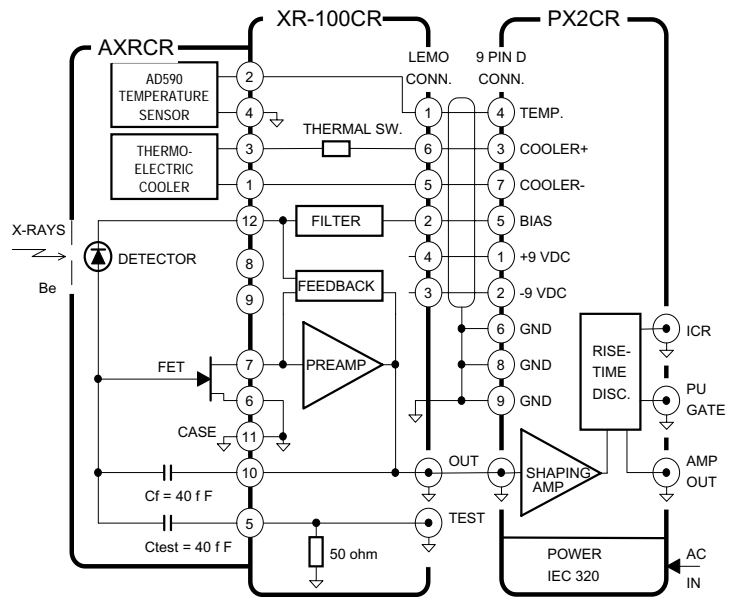 XR-100CR
PX2CR
AXRCR
LEMO
CONN.
9 PIN D
CONN.
AD590
TEMPERATURE
SENSOR
2
4
1
4
TEMP.
THERMAL SW.
THERMO-
ELECTRIC
COOLER
3
6
3
COOLER+
1
5
7
COOLER-
12
FILTER
2
5
BIAS
X-RAYS
DETECTOR
Be
8
4
1
+9 VDC
9
FEEDBACK
3
2
-9 VDC
6
GND
RISE-
TIME
DISC.
ICR
FET
7
PREAMP
8
GND
6
9
GND
PU
GATE
CASE
11
10
OUT
SHAPING
AMP
AMP
OUT
Cf = 40 f F
5
TEST
Ctest = 40 f F
50 ohm
POWER
IEC 320
AC
IN